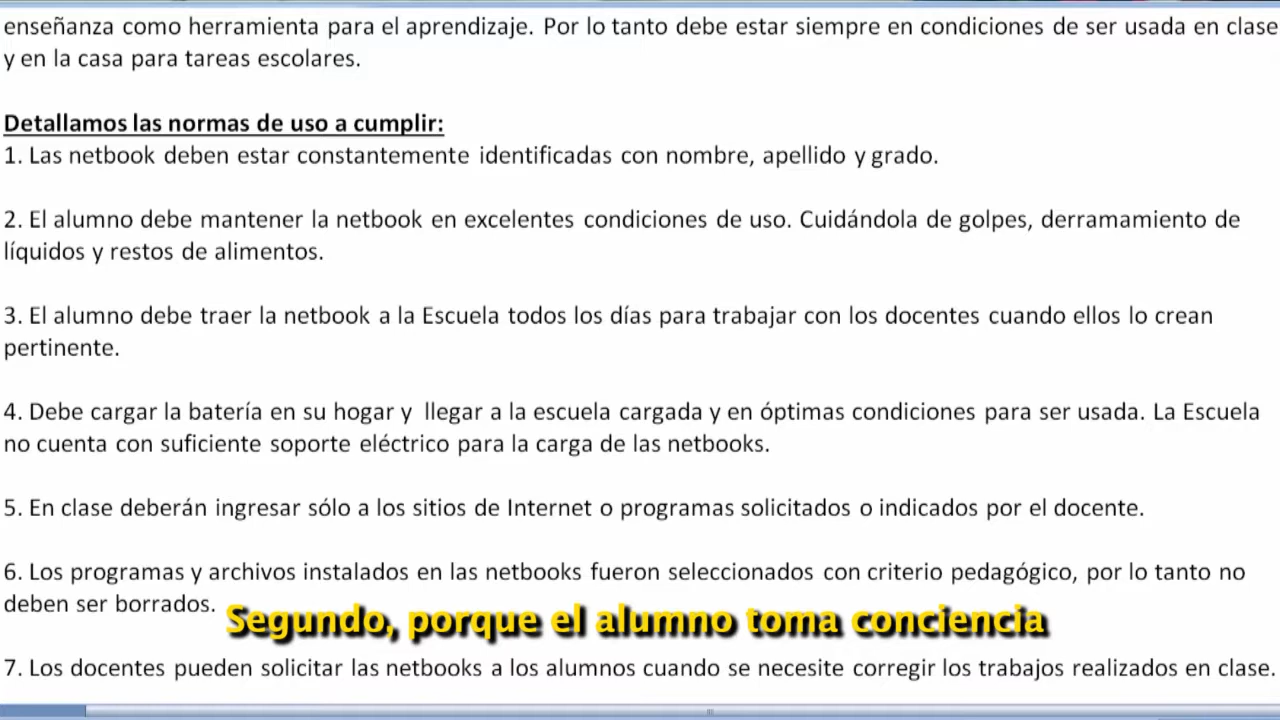 enseñanza como herramienta para el aprendizaje. Por lo tanto debe estar siempre en condiciones de ser usada en clase
y en la casa para tareas escolares.
Detallamos las normas de uso a cumplir:
1. Las netbook deben estar constantemente identificadas con nombre, apellido y grado.
2. El alumno debe mantener la netbook en excelentes condiciones de uso. Cuidándola de golpes, derramamiento de
líquidos y restos de alimentos.
3. El alumno debe traer la netbook a la Escuela todos los días para trabajar con los docentes cuando ellos lo crean
pertinente.
4. Debe cargar la batería en su hogar y  llegar a la escuela cargada y en óptimas condiciones para ser usada. La Escuela
no cuenta con suficiente soporte eléctrico para la carga de las netbooks.
5. En clase deberán ingresar sólo a los sitios de Internet o programas solicitados o indicados por el docente.
6. Los programas y archivos instalados en las netbooks fueron seleccionados con criterio pedagógico, por lo tanto no
deben ser borrados.
Segundo, porque el alumno toma conciencia
7. Los docentes pueden solicitar las netbooks a los alumnos cuando se necesite corregir los trabajos realizados en clase.